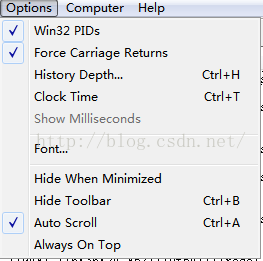 Options Computer Help
Win32 PIDs
Force Carriage Returns
History Depth... Ctrl+H
Clock Time Ctrl+T
Show Milliseconds
http://blog.csdn.net/
Font...
Hide When Minimized
Hide Toolbar Ctrl+B
Auto Scroll Ctrl+A
Always On Top